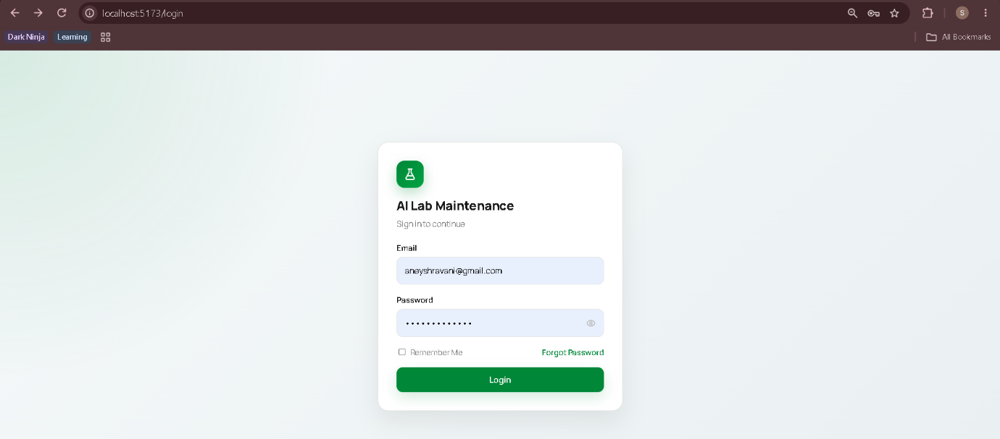 localhost:5173/login
S
Dark Ninja
Learning
All Bookmarks
AI Lab Maintenance
Sign in to continue
Email
aneyshravani@gmail.com
Password
•••••••••••••
Remember Me
Forgot Password
Login